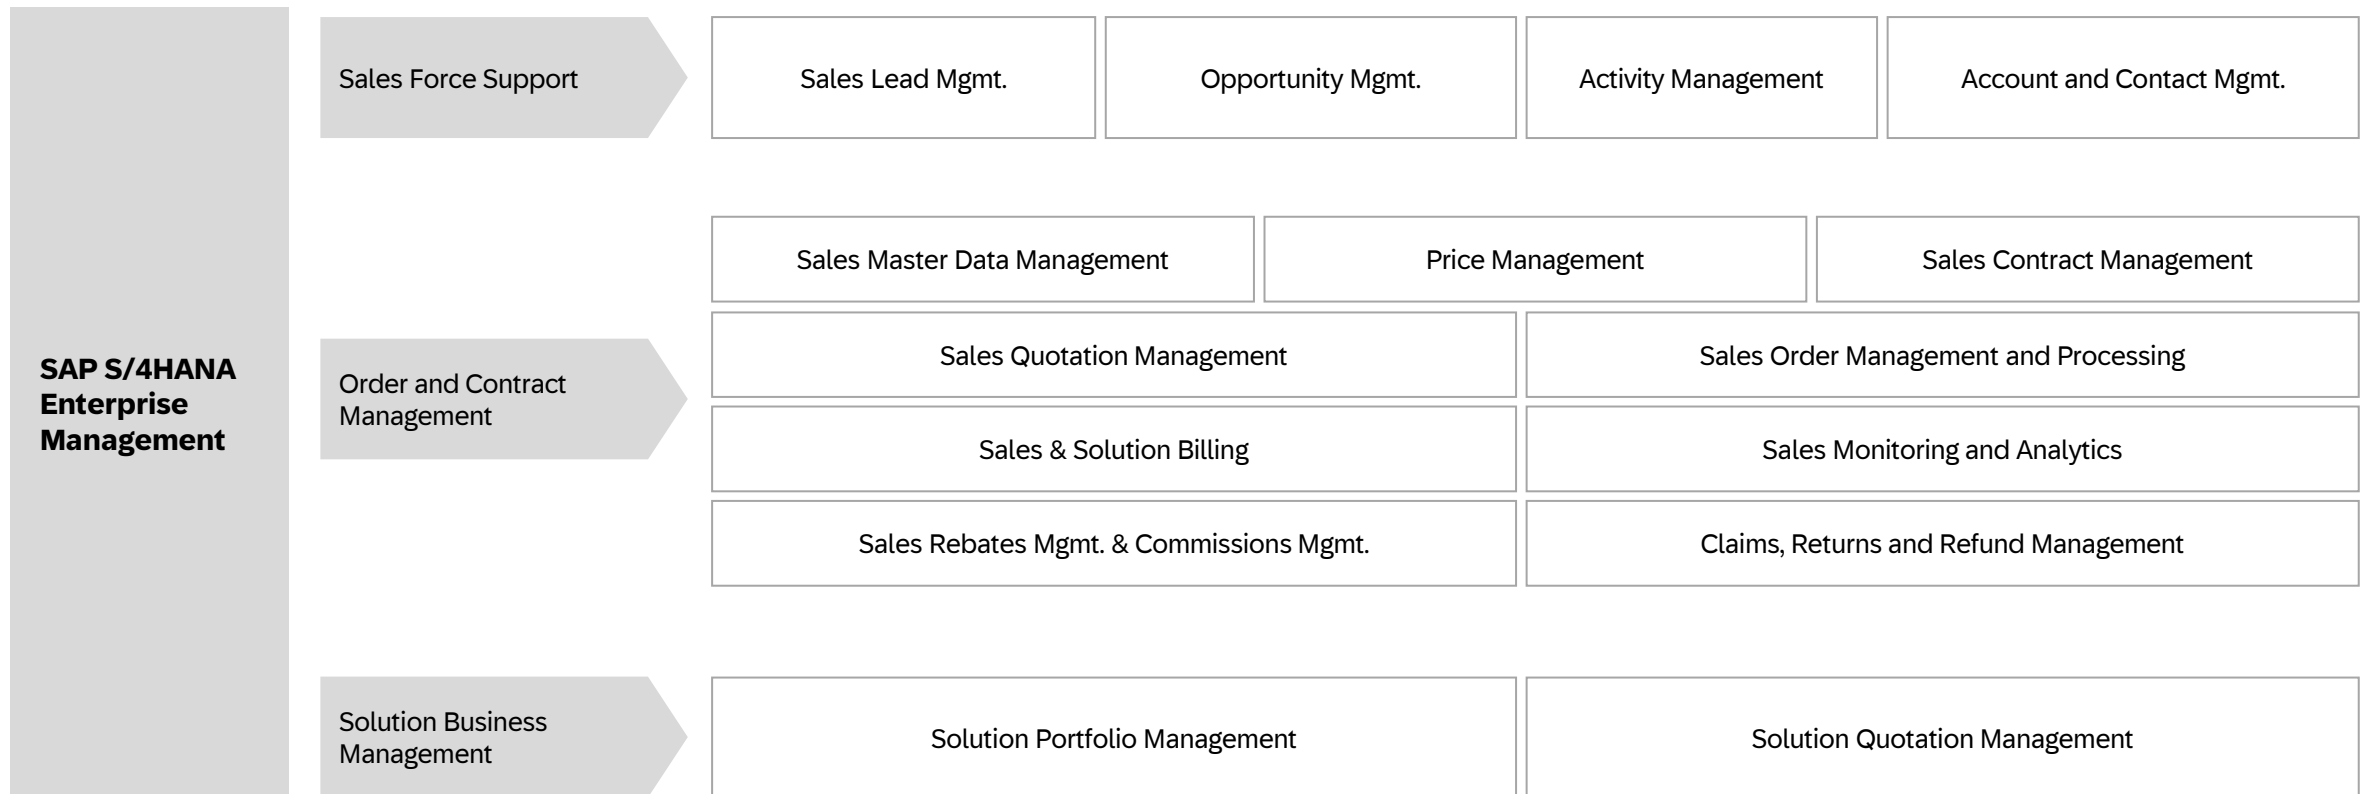 SAP S/4HANA
Enterprise
Management
Sales Force Support
Sales Lead Mgmt.
Opportunity Mgmt.
Activity Management
Account and Contact Mgmt.
Order and Contract
Management
Sales Master Data Management
Price Management
Sales Contract Management
Sales Quotation Management
Sales Order Management and Processing
Sales & Solution Billing
Sales Monitoring and Analytics
Sales Rebates Mgmt. & Commissions Mgmt.
Claims, Returns and Refund Management
Solution Business
Management
Solution Portfolio Management
Solution Quotation Management